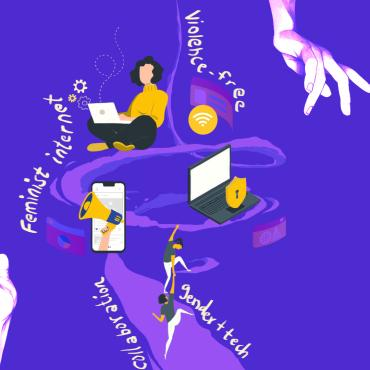 Violence-free
Feminist internet
gender+tech
collaboration